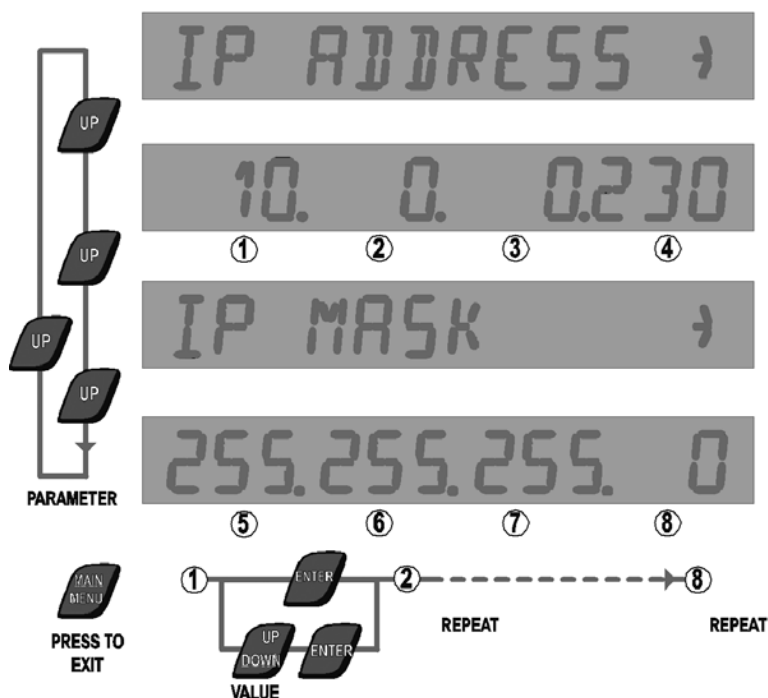 IP ADDRESS →
UP
10. 0. 0.230
① ② ③ ④
UP
IP MASK →
UP
UP
255.255.255. 0
PARAMETER
⑤ ⑥ ⑦ ⑧
MAIN
MENU
① ENTER ② ⑧
PRESS TO
EXIT
UP
DOWN
ENTER
VALUE
REPEAT
REPEAT